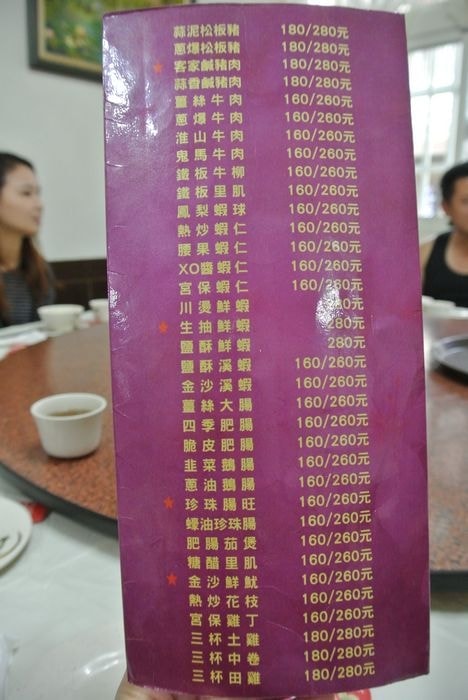 蒜泥松板豬 180/280元
蔥爆松板豬 180/280元
★ 客家鹹豬肉 180/280元
蒜香鹹豬肉 180/280元
薑絲牛肉 160/260元
蔥爆牛肉 160/260元
淮山牛肉 160/260元
鬼馬牛肉 160/260元
鐵板牛柳 160/260元
鐵板里肌 160/260元
鳳梨蝦球 160/260元
熱炒蝦仁 160/260元
腰果蝦仁 160/260元
XO醬蝦仁 160/260元
宮保蝦仁 160/260元
川燙鮮蝦 280元
★ 生抽鮮蝦 280元
鹽酥鮮蝦 280元
鹽酥溪蝦 160/260元
金沙溪蝦 160/260元
薑絲大腸 160/260元
四季肥腸 160/260元
脆皮肥腸 160/260元
韭菜鵝腸 160/260元
蔥油鵝腸 160/260元
★ 珍珠腸旺 160/260元
蠔油珍珠腸 160/260元
肥腸茄煲 160/260元
糖醋里肌 160/260元
★ 金沙鮮魷 160/260元
熱炒花枝 160/260元
宮保雞丁 160/260元
三杯土雞 180/280元
三杯中卷 180/280元
三杯田雞 180/280元